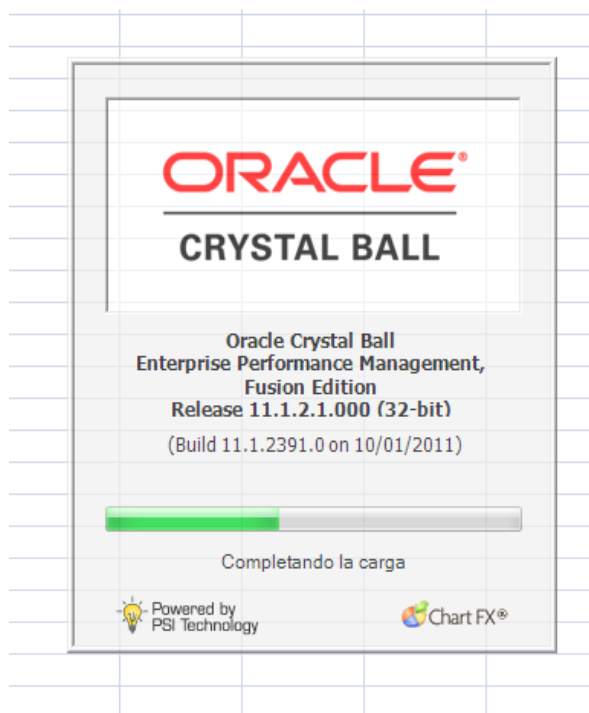 ORACLE®
CRYSTAL BALL
Oracle Crystal Ball
Enterprise Performance Management,
Fusion Edition
Release 11.1.2.1.000 (32-bit)
(Build 11.1.2391.0 on 10/01/2011)
Completando la carga
Powered by
PSI Technology
Chart FX®